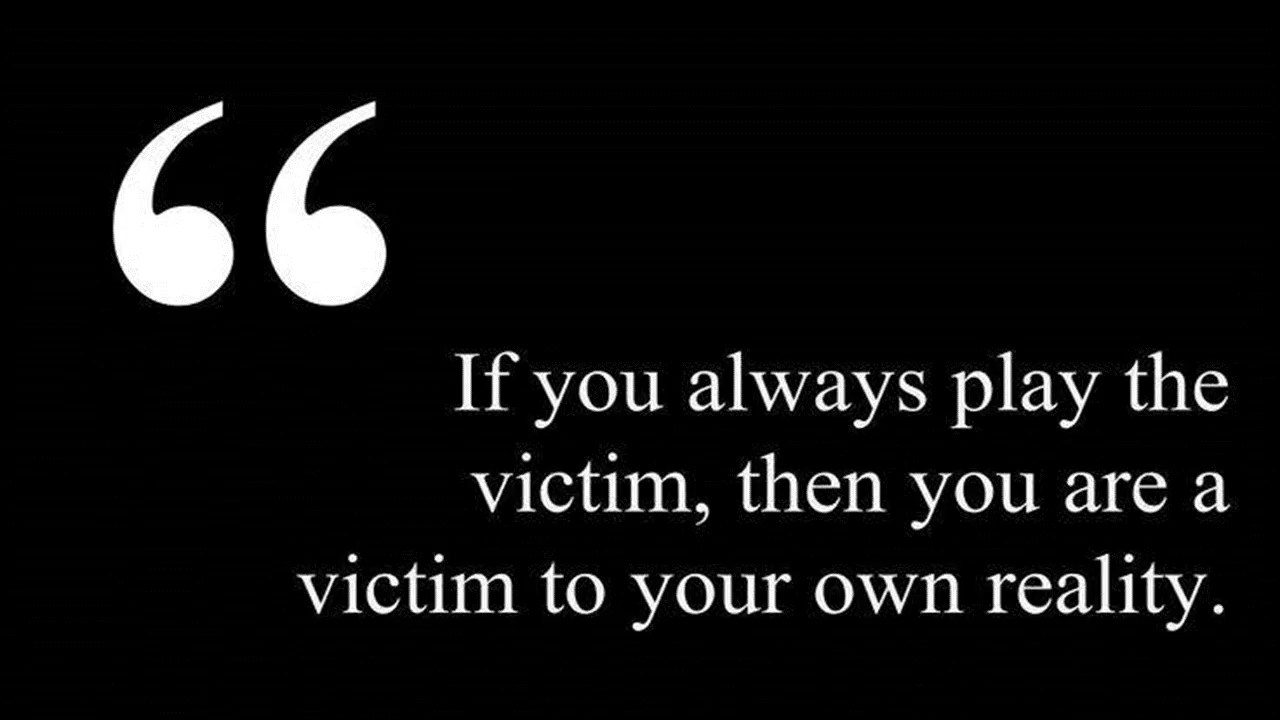 “
If you always play the
victim, then you are a
victim to your own reality.